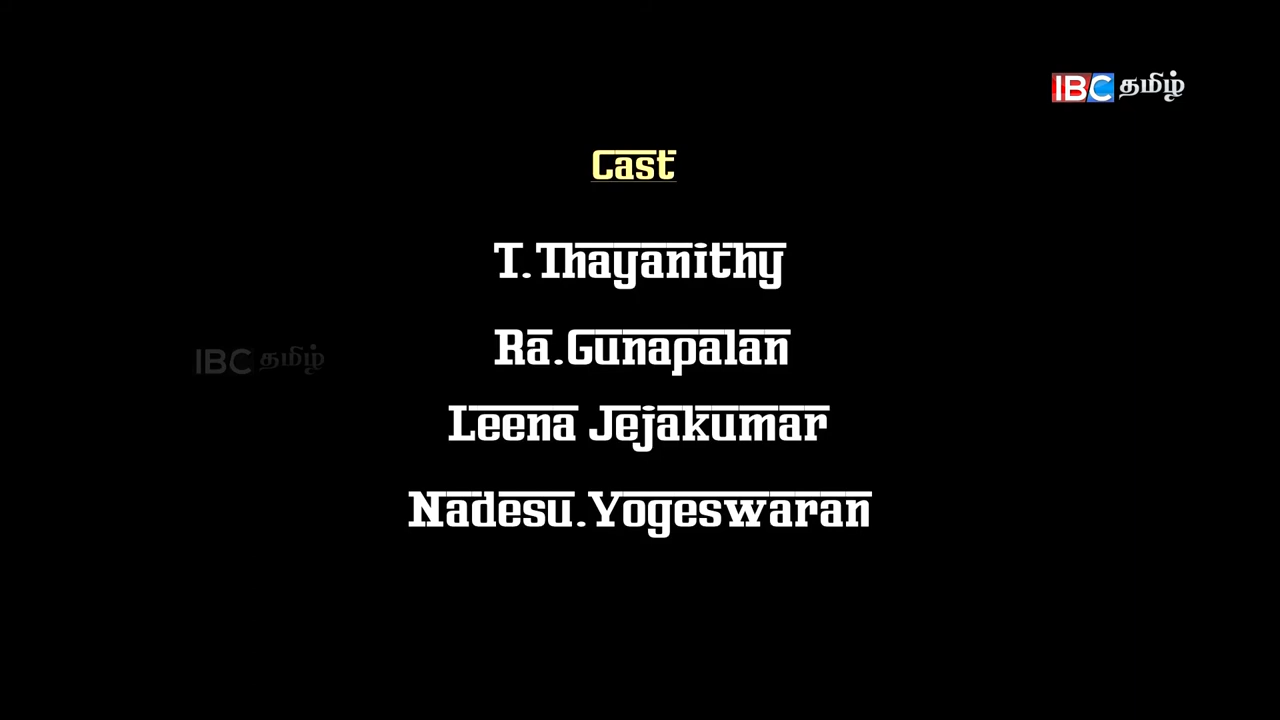 IBC தமிழ்
Cast
T.Thayanithy
Ra.Gunapalan
IBC தமிழ்
Leena Jejakumar
Nadesu.Yogeswaran